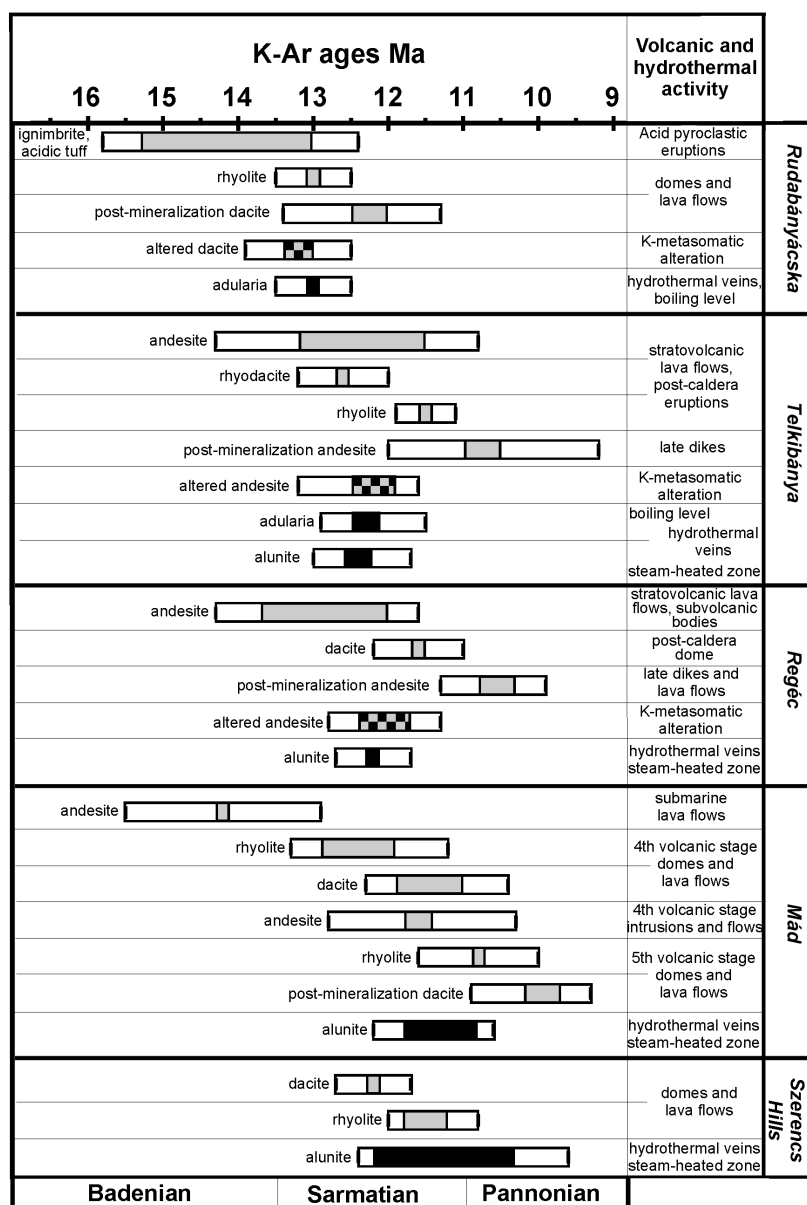 K-Ar ages Ma
Volcanic and
hydrothermal
activity
16 15 14 13 12 11 10 9
ignimbrite,
acidic tuff
Acid pyroclastic
eruptions
rhyolite
domes and
lava flows
post-mineralization dacite
altered dacite
K-metasomatic
alteration
adularia
hydrothermal veins,
boiling level
Rudabányácska
andesite
stratovolcanic
lava flows,
post-caldera
eruptions
rhyodacite
rhyolite
post-mineralization andesite
late dikes
altered andesite
K-metasomatic
alteration
adularia
boiling level
hydrothermal
veins
alunite
steam-heated zone
Telkibánya
andesite
stratovolcanic lava
flows, subvolcanic
bodies
dacite
post-caldera
dome
post-mineralization andesite
late dikes and
lava flows
altered andesite
K-metasomatic
alteration
alunite
hydrothermal veins
steam-heated zone
Regéc
andesite
submarine
lava flows
rhyolite
4th volcanic stage
domes and
lava flows
dacite
andesite
4th volcanic stage
intrusions and flows
rhyolite
5th volcanic stage
domes and
lava flows
post-mineralization dacite
alunite
hydrothermal veins
steam-heated zone
Mád
dacite
domes and
lava flows
rhyolite
alunite
hydrothermal veins
steam-heated zone
Szerencs
Hills
Badenian Sarmatian Pannonian